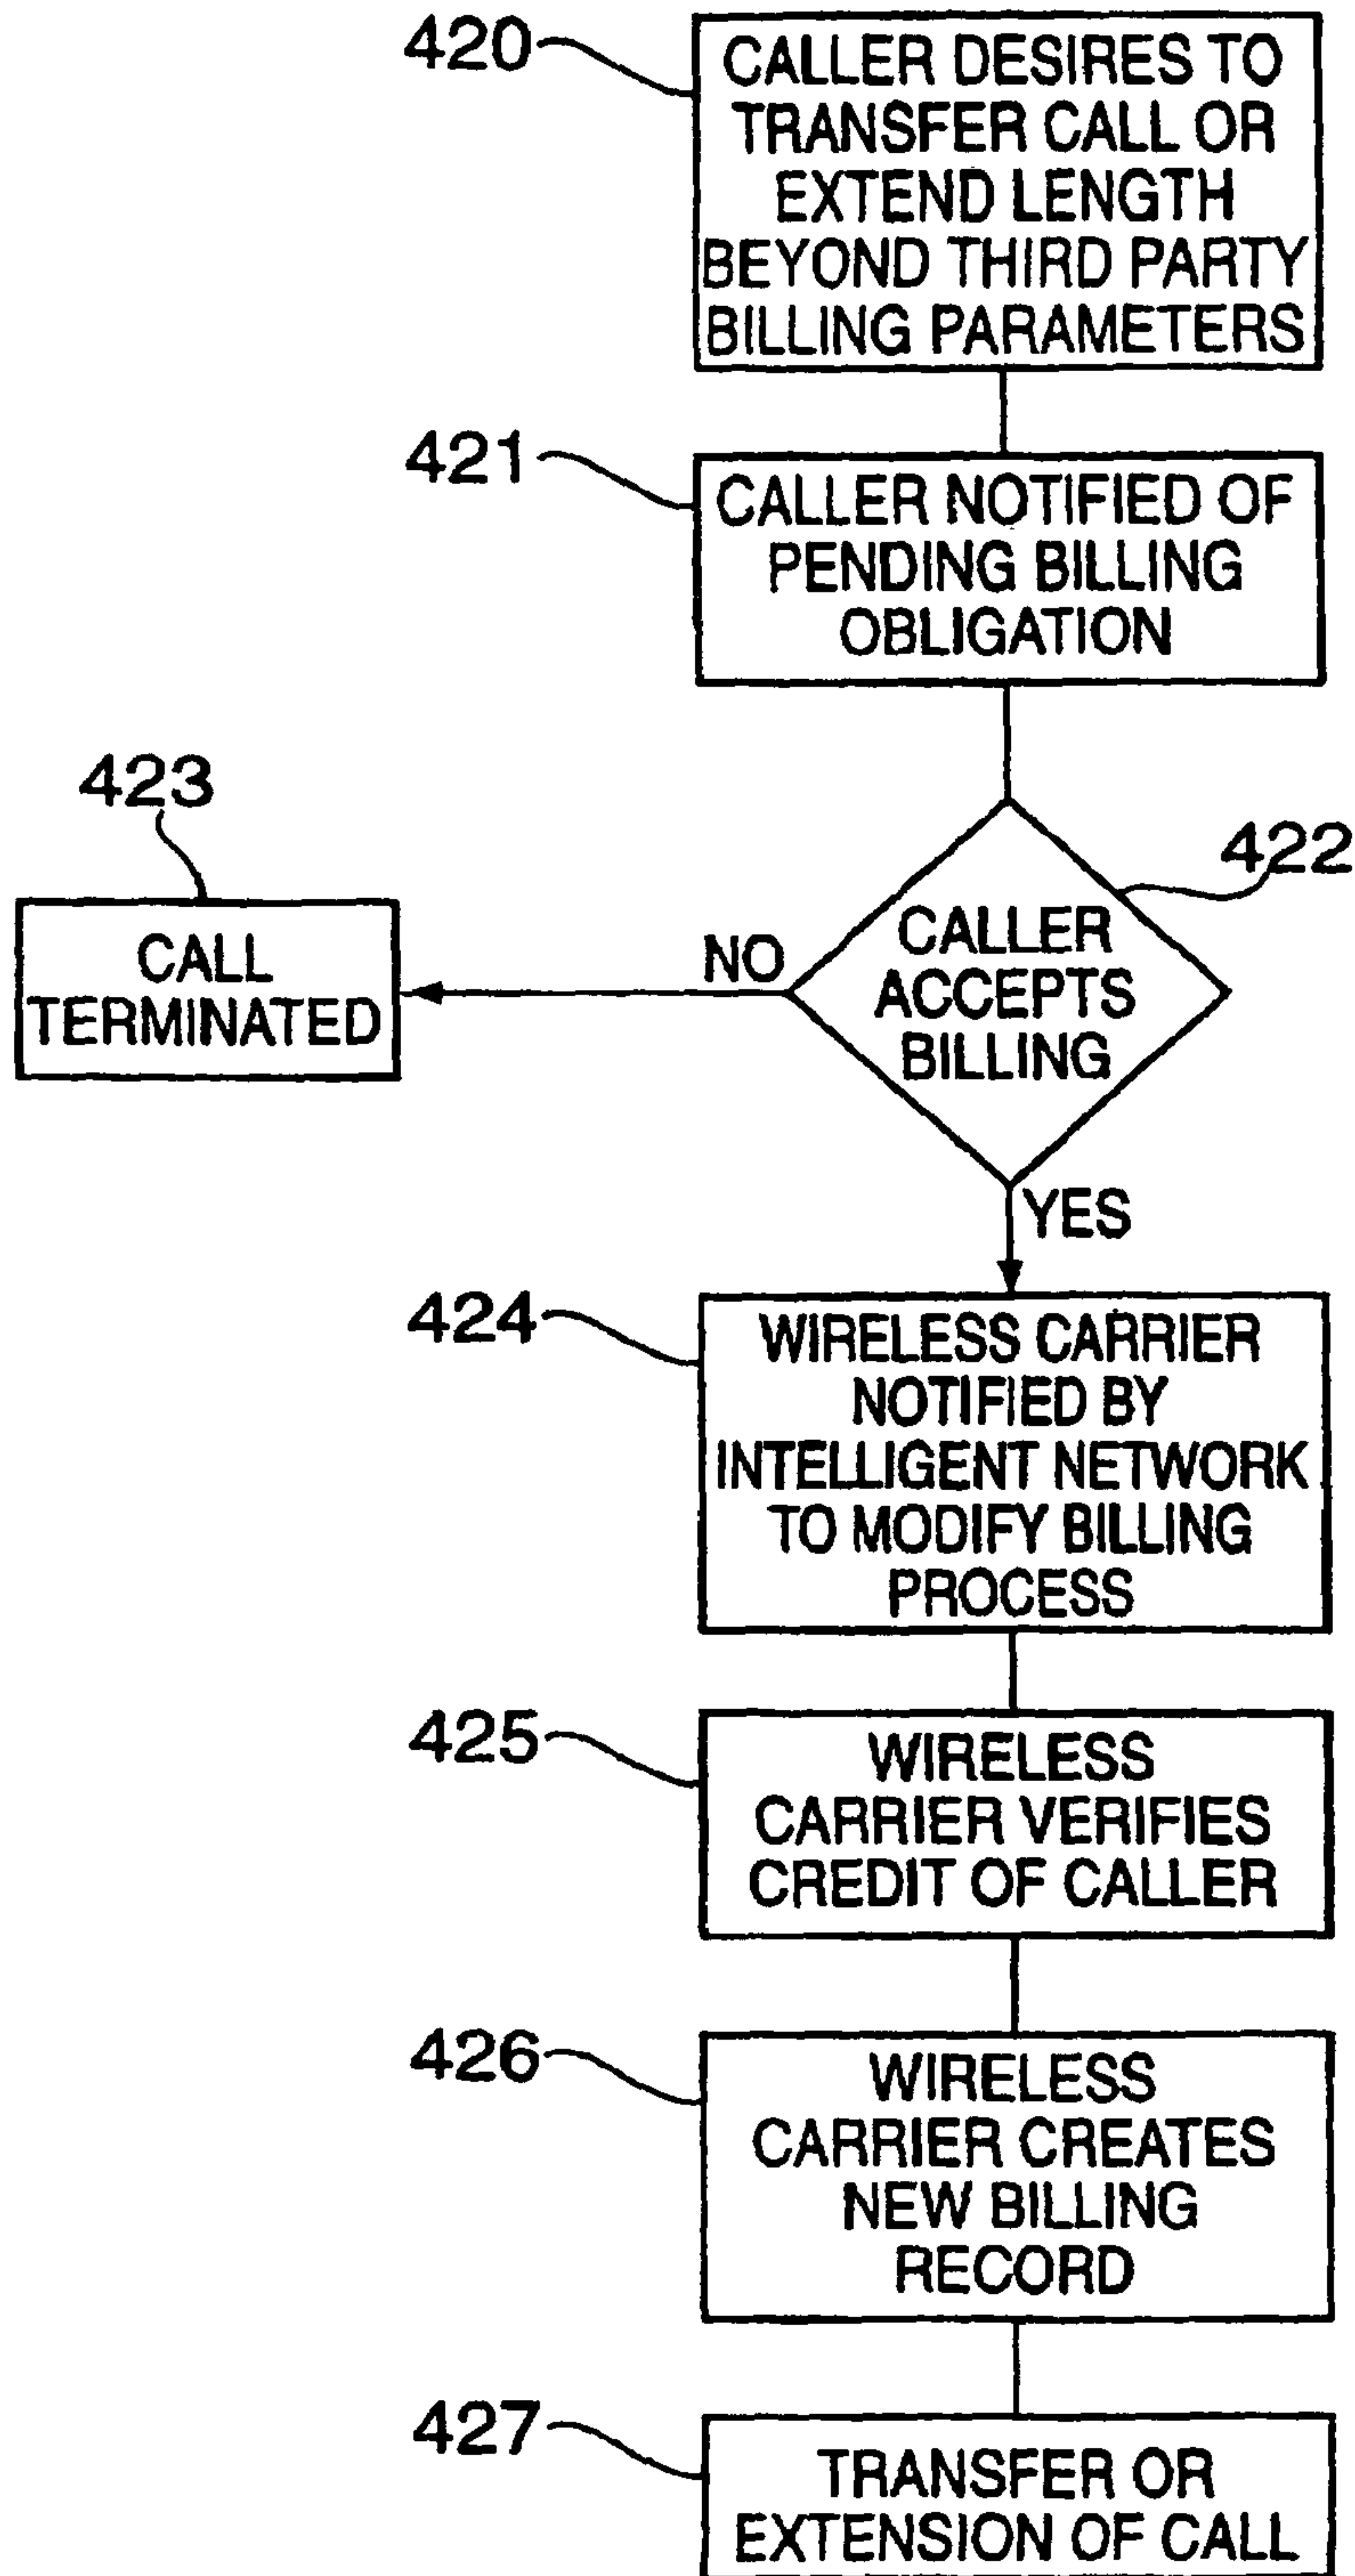 420
CALLER DESIRES TO
TRANSFER CALL OR
EXTEND LENGTH
BEYOND THIRD PARTY
BILLING PARAMETERS
421
CALLER NOTIFIED OF
PENDING BILLING
OBLIGATION
423
CALL
TERMINATED
NO
422
CALLER
ACCEPTS
BILLING
YES
424
WIRELESS CARRIER
NOTIFIED BY
INTELLIGENT NETWORK
TO MODIFY BILLING
PROCESS
425
WIRELESS
CARRIER VERIFIES
CREDIT OF CALLER
426
WIRELESS
CARRIER CREATES
NEW BILLING
RECORD
427
TRANSFER OR
EXTENSION OF CALL